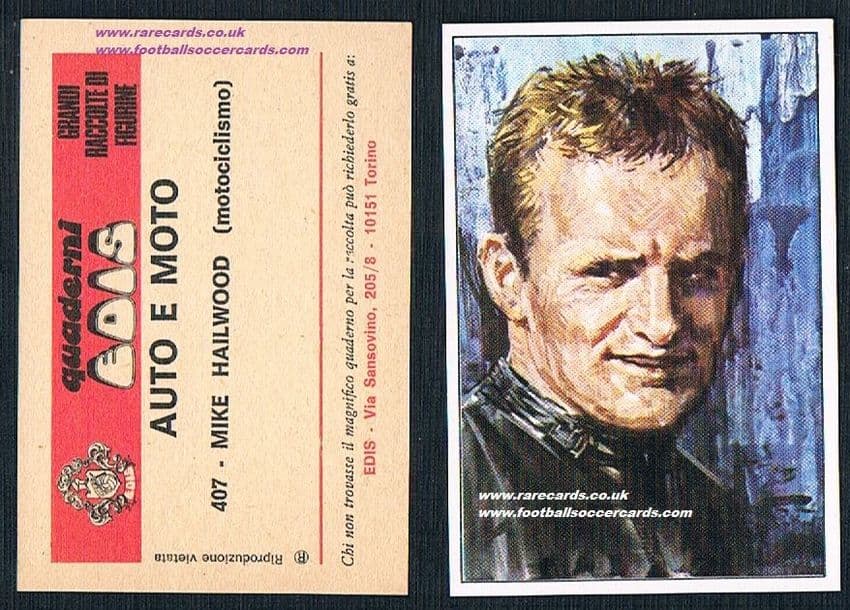 www.rarecards.co.uk
www.footballsoccercards.com
quaderni
EDIS
GRANDI
RACCOLTE DI
FIGURINE
EDIS
AUTO E MOTO
407 - MIKE HAILWOOD (motociclismo)
Chi non trovasse il magnifico quaderno per la raccolta può richiederlo gratis a:
EDIS - Via Sansovino, 205/8 - 10151 Torino
® Riproduzione vietata
www.rarecards.co.uk
www.footballsoccercards.com